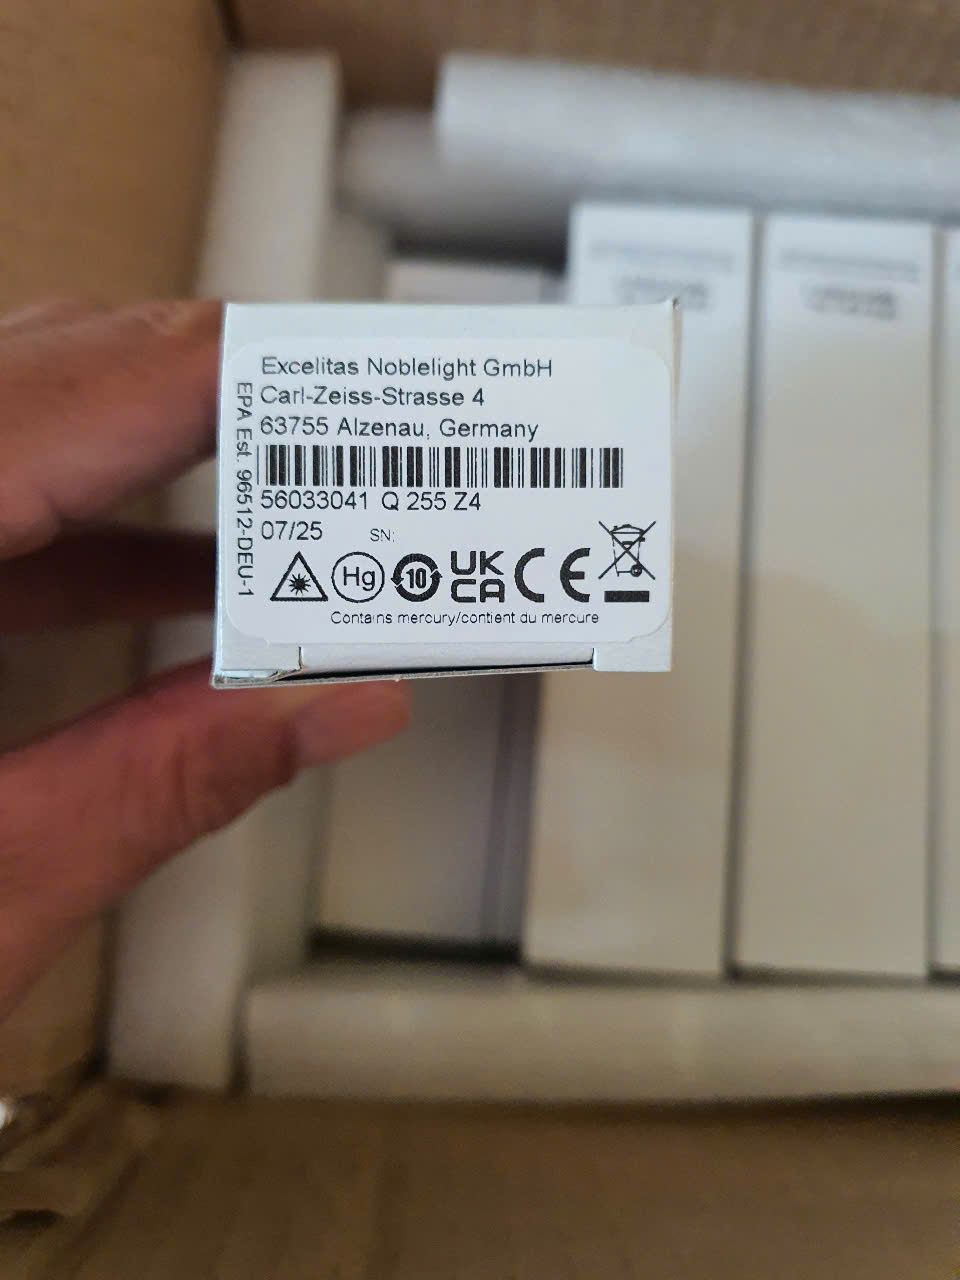 Excelitas Noblelight GmbH
Carl-Zeiss-Strasse 4
63755 Alzenau, Germany
EPA Est. 96512-DEU-1
56033041 Q 255 Z4
07/25 SN:
Hg 10 UK CA CE
Contains mercury/contient du mercure